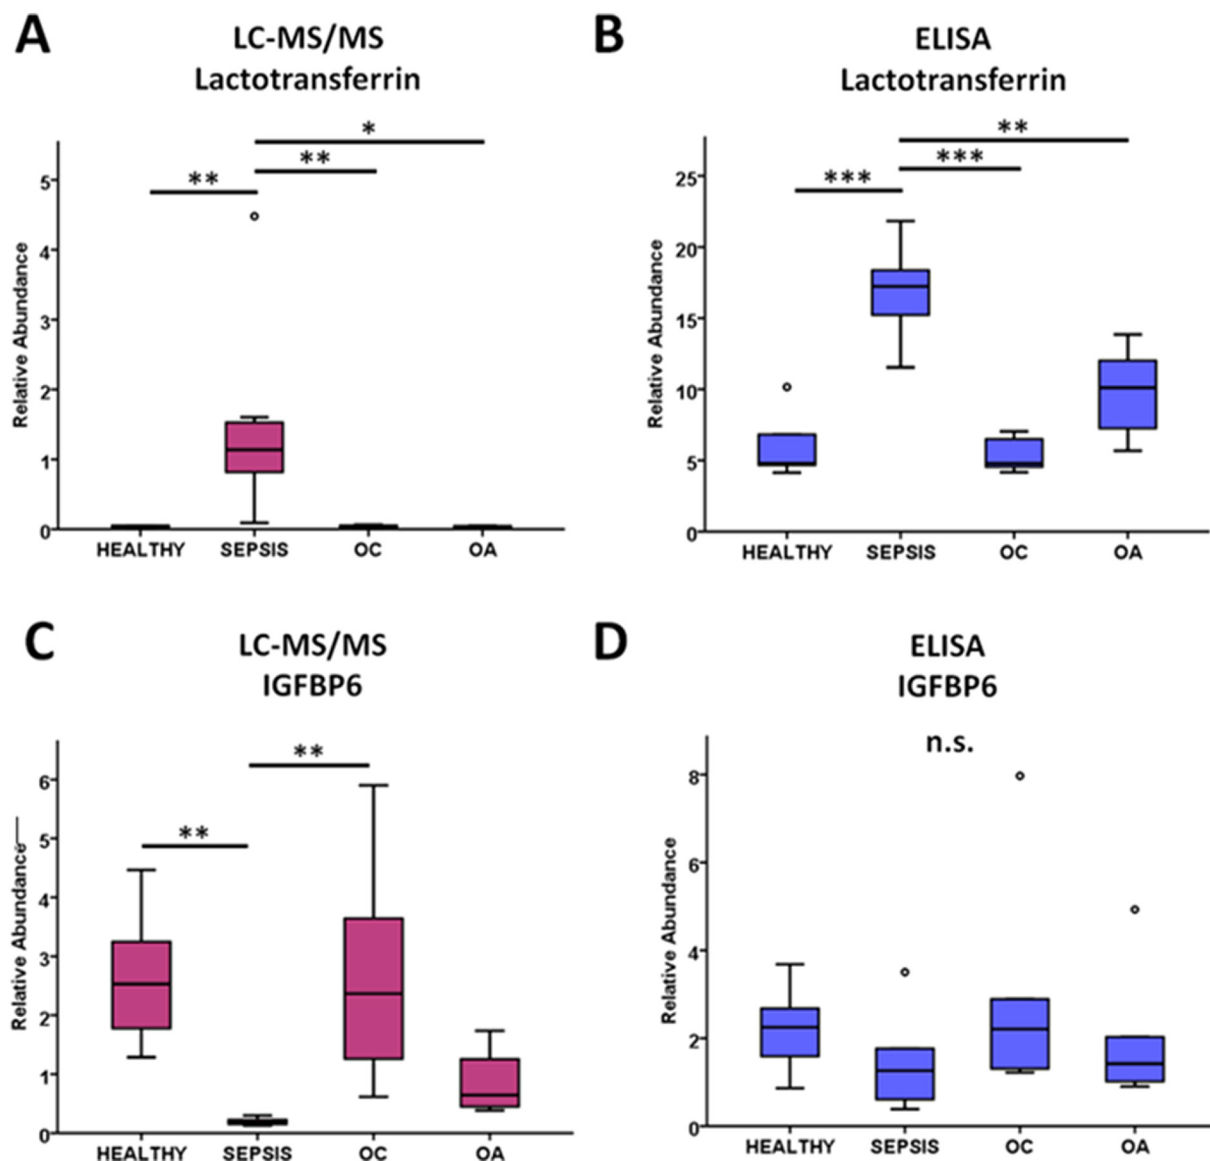 A
LC-MS/MS
Lactotransferrin
*
**
**
Relative Abundance
5
4
3
2
1
0
HEALTHY SEPSIS OC OA
B
ELISA
Lactotransferrin
**
***
***
Relative Abundance
25
20
15
10
5
0
HEALTHY SEPSIS OC OA
C
LC-MS/MS
IGFBP6
**
**
Relative Abundance
6
5
4
3
2
1
0
HEALTHY SEPSIS OC OA
D
ELISA
IGFBP6
n.s.
Relative Abundance
8
6
4
2
0
HEALTHY SEPSIS OC OA